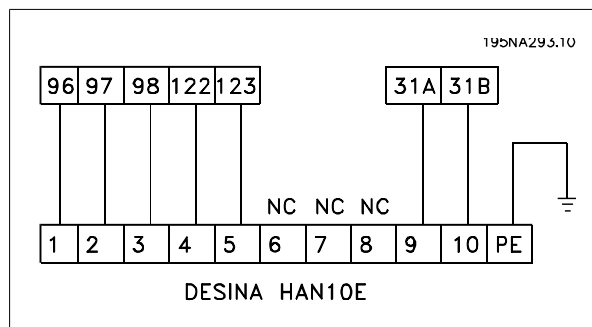 195NA293.10
96 97 98 122 123 31A 31B
NC NC NC
1 2 3 4 5 6 7 8 9 10 PE
DESINA HAN10E